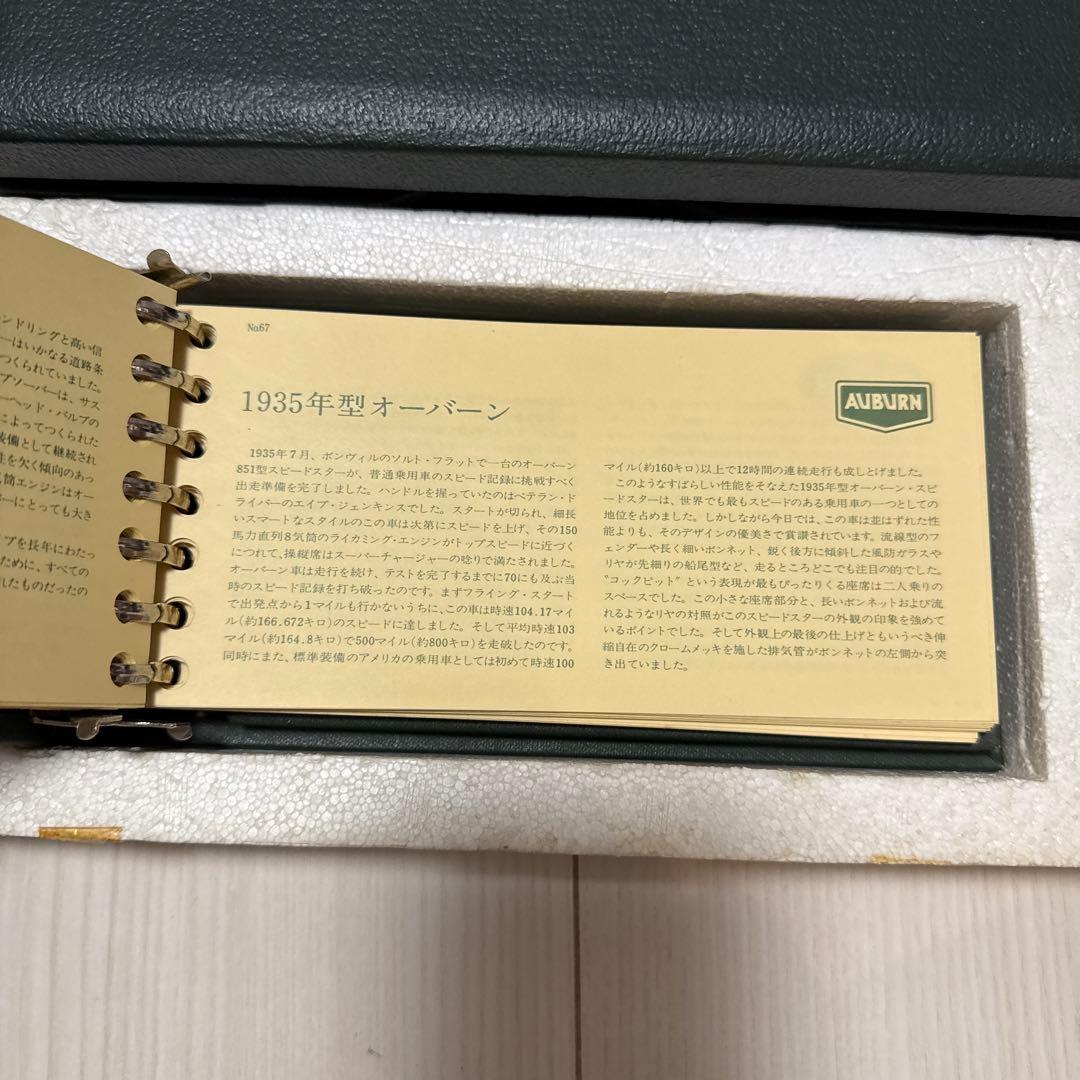 ンドリングと高い信
ーはいかなる道路条
つくられていました。
プソーバーは、サス
ーヘッド・バルブの
によってつくられた
装備として継続され
性を欠く傾向のあっ
気筒エンジンはオー
バーにとっても大き
プを長年にわたっ
ために、すべての
したものだったの
No.67
1935年型オーバーン
AUBURN
1935年7月、ボンヴィルのソルト・フラットで一台のオーバーン
851型スピードスターが、普通乗用車のスピード記録に挑戦すべく
出走準備を完了しました。ハンドルを握っていたのはベテラン・ド
ライバーのエイブ・ジェンキンスでした。スタートが切られ、細長
いスマートなスタイルのこの車は次第にスピードを上げ、その150
馬力直列8気筒のライカミング・エンジンがトップスピードに近づく
につれて、操縦席はスーパーチャージャーの唸りで満たされました。
オーバーン車は走行を続け、テストを完了するまでに70にも及ぶ当
時のスピード記録を打ち破ったのです。まずフライング・スタート
で出発点から1マイルも行かないうちに、この車は時速104.17マイ
ル(約166.672キロ)のスピードに達しました。そして平均時速103
マイル(約164.8キロ)で500マイル(約800キロ)を走破したのです。
同時にまた、標準装備のアメリカの乗用車としては初めて時速100
マイル(約160キロ)以上で12時間の連続走行も成しとげました。
このようなすばらしい性能をそなえた1935年型オーバーン・スピ
ードスターは、世界でも最もスピードのある乗用車の一つとしての
地位を占めました。しかしながら今日では、この車は並はずれた性
能よりも、そのデザインの優美さで賞讃されています。流線型のフ
ェンダーや長く細いボンネット、鋭く後方に傾斜した風防ガラスや
リヤが先細りの船尾型など、走るところどこでも注目の的でした。
"コックピット"という表現が最もぴったりくる座席は二人乗りの
スペースでした。この小さな座席部分と、長いボンネットおよび流
れるようなリヤの対照がこのスピードスターの外観の印象を強めて
いるポイントでした。そして外観上の最後の仕上げともいうべき伸
縮自在のクロームメッキを施した排気管がボンネットの左側から突
き出ていました。